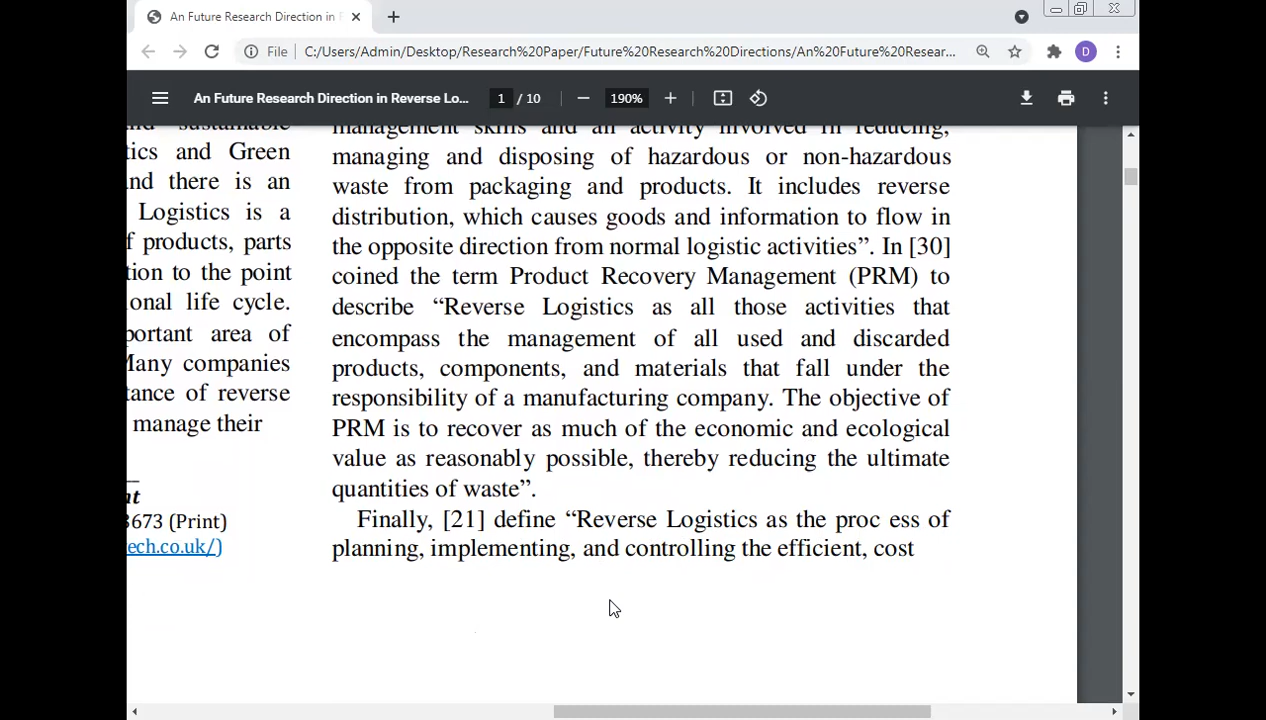 An Future Research Direction in
File
C:/Users/Admin/Desktop/Research%20Paper/Future%20Research%20Directions/An%20Future%20Resear...
D
An Future Research Direction in Reverse Lo...
1 / 10
190%
sustainable
tics and Green
and there is an
Logistics is a
f products, parts
tion to the point
ional life cycle.
portant area of
Many companies
tance of reverse
manage their
nt
3673 (Print)
ech.co.uk/)
management skills and an activity involved in reducing,
managing and disposing of hazardous or non-hazardous
waste from packaging and products. It includes reverse
distribution, which causes goods and information to flow in
the opposite direction from normal logistic activities”. In [30]
coined the term Product Recovery Management (PRM) to
describe “Reverse Logistics as all those activities that
encompass the management of all used and discarded
products, components, and materials that fall under the
responsibility of a manufacturing company. The objective of
PRM is to recover as much of the economic and ecological
value as reasonably possible, thereby reducing the ultimate
quantities of waste”.
Finally, [21] define “Reverse Logistics as the proc ess of
planning, implementing, and controlling the efficient, cost